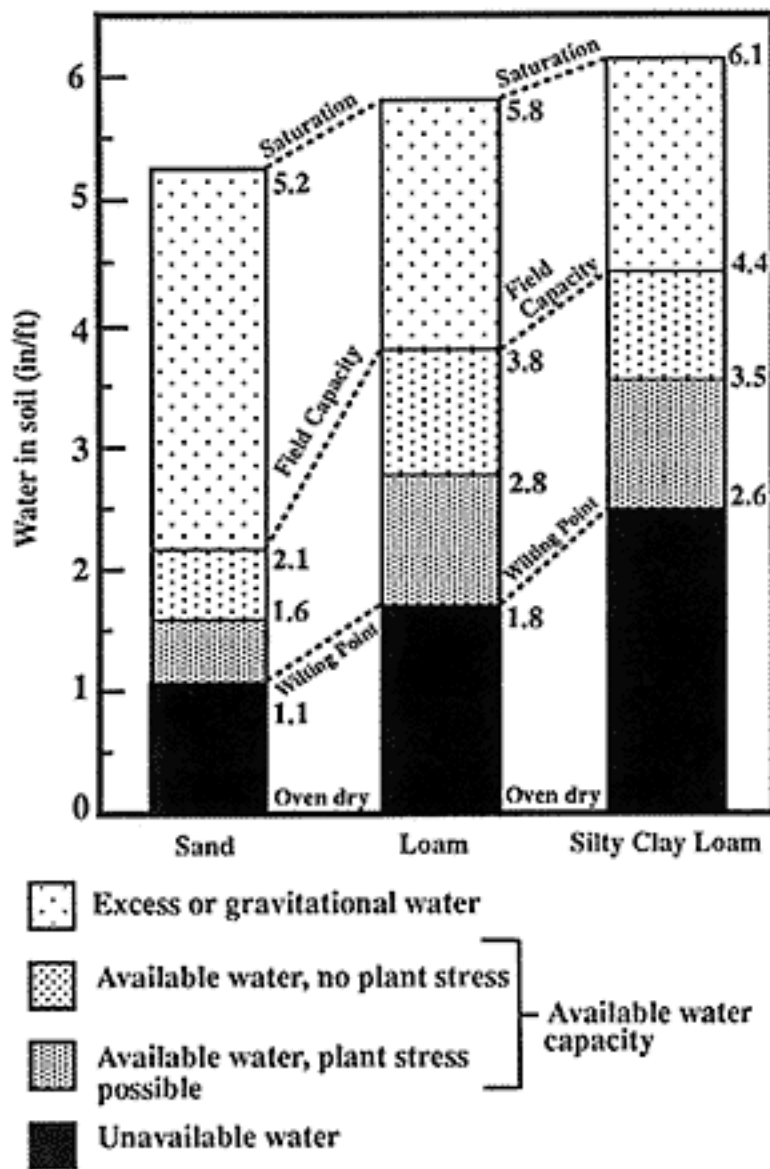 Water in soil (in/ft)
6
5
4
3
2
1
0
Saturation
5.2
Field Capacity
2.1
1.6
Wilting Point
1.1
Oven dry
Saturation
5.8
Field
Capacity
3.8
2.8
Wilting Point
1.8
Oven dry
6.1
4.4
3.5
2.6
Sand
Loam
Silty Clay Loam
Excess or gravitational water
Available water, no plant stress
Available water
capacity
Available water, plant stress
possible
Unavailable water